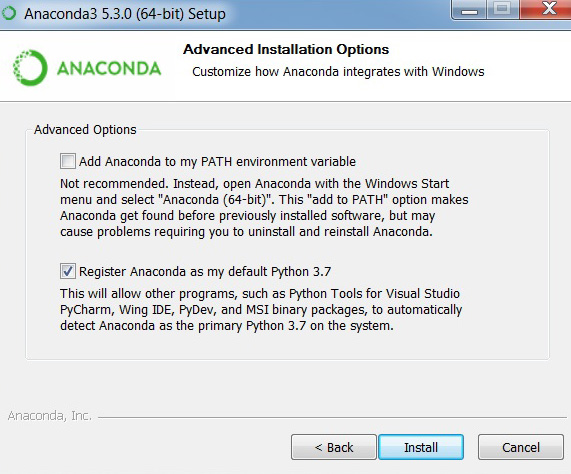 Anaconda3 5.3.0 (64-bit) Setup
Advanced Installation Options
Customize how Anaconda integrates with Windows
ANACONDA
Advanced Options
Add Anaconda to my PATH environment variable
Not recommended. Instead, open Anaconda with the Windows Start
menu and select "Anaconda (64-bit)". This "add to PATH" option makes
Anaconda get found before previously installed software, but may
cause problems requiring you to uninstall and reinstall Anaconda.
Register Anaconda as my default Python 3.7
This will allow other programs, such as Python Tools for Visual Studio
PyCharm, Wing IDE, PyDev, and MSI binary packages, to automatically
detect Anaconda as the primary Python 3.7 on the system.
Anaconda, Inc.
< Back
Install
Cancel